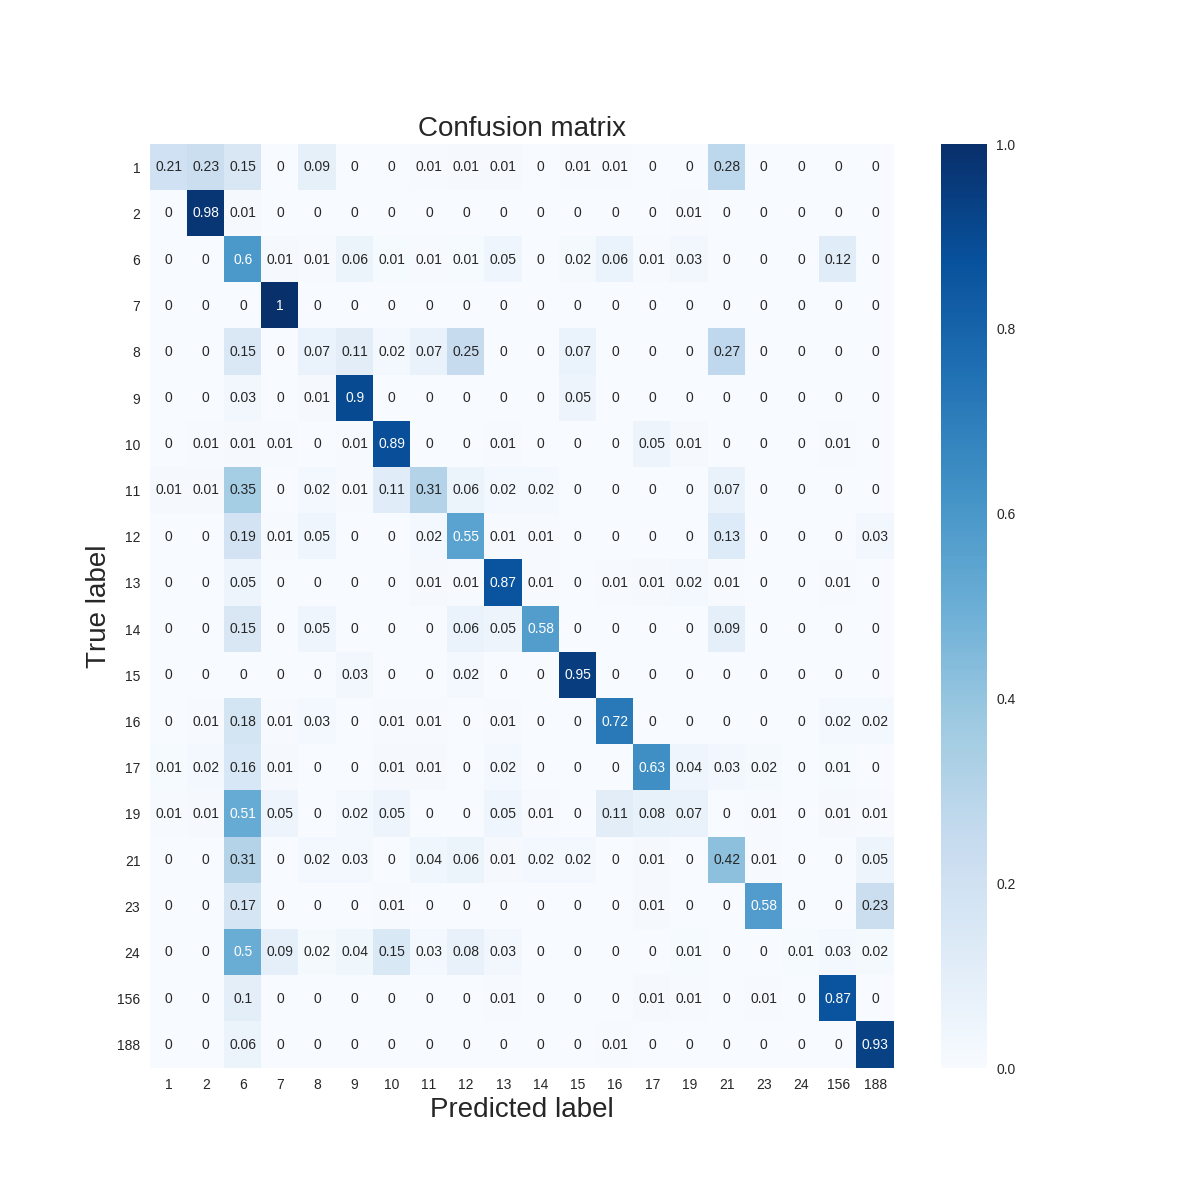 Confusion matrix
1 0.21 0.23 0.15 0 0.09 0 0 0.01 0.01 0.01 0 0.01 0.01 0 0 0.28 0 0 0 0 1.0
2 0 0.98 0.01 0 0 0 0 0 0 0 0 0 0 0 0.01 0 0 0 0 0
6 0 0 0.6 0.01 0.01 0.06 0.01 0.01 0.01 0.05 0 0.02 0.06 0.01 0.03 0 0 0 0.12 0
7 0 0 0 1 0 0 0 0 0 0 0 0 0 0 0 0 0 0 0 0
0.8
8 0 0 0.15 0 0.07 0.11 0.02 0.07 0.25 0 0 0.07 0 0 0 0.27 0 0 0 0
9 0 0 0.03 0 0.01 0.9 0 0 0 0 0 0.05 0 0 0 0 0 0 0 0
10 0 0.01 0.01 0.01 0 0.01 0.89 0 0 0.01 0 0 0 0.05 0.01 0 0 0 0.01 0
11 0.01 0.01 0.35 0 0.02 0.01 0.11 0.31 0.06 0.02 0.02 0 0 0 0 0.07 0 0 0 0
0.6
12 0 0 0.19 0.01 0.05 0 0 0.02 0.55 0.01 0.01 0 0 0 0 0.13 0 0 0 0.03
13 0 0 0.05 0 0 0 0 0.01 0.01 0.87 0.01 0 0.01 0.01 0.02 0.01 0 0 0.01 0
True label
14 0 0 0.15 0 0.05 0 0 0 0.06 0.05 0.58 0 0 0 0 0.09 0 0 0 0
15 0 0 0 0 0 0.03 0 0 0.02 0 0 0.95 0 0 0 0 0 0 0 0
0.4
16 0 0.01 0.18 0.01 0.03 0 0.01 0.01 0 0.01 0 0 0.72 0 0 0 0 0 0.02 0.02
17 0.01 0.02 0.16 0.01 0 0 0.01 0.01 0 0.02 0 0 0 0.63 0.04 0.03 0.02 0 0.01 0
19 0.01 0.01 0.51 0.05 0 0.02 0.05 0 0 0.05 0.01 0 0.11 0.08 0.07 0 0.01 0 0.01 0.01
21 0 0 0.31 0 0.02 0.03 0 0.04 0.06 0.01 0.02 0.02 0 0.01 0 0.42 0.01 0 0 0.05
0.2
23 0 0 0.17 0 0 0 0.01 0 0 0 0 0 0 0.01 0 0 0.58 0 0 0.23
24 0 0 0.5 0.09 0.02 0.04 0.15 0.03 0.08 0.03 0 0 0 0 0.01 0 0 0.01 0.03 0.02
156 0 0 0.1 0 0 0 0 0 0 0.01 0 0 0 0.01 0.01 0 0.01 0 0.87 0
188 0 0 0.06 0 0 0 0 0 0 0 0 0 0.01 0 0 0 0 0 0 0.93
0.0
1 2 6 7 8 9 10 11 12 13 14 15 16 17 19 21 23 24 156 188
Predicted label